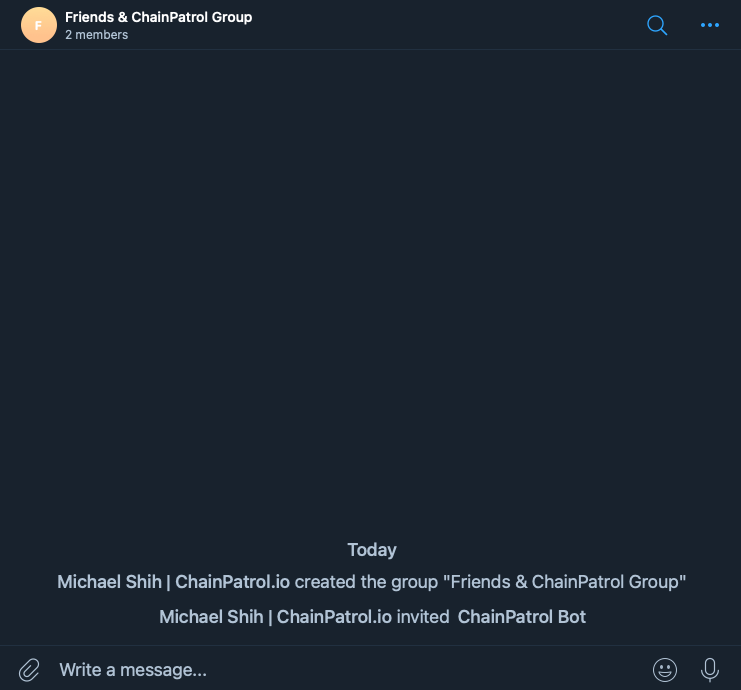 F
Friends & ChainPatrol Group
2 members
Today
Michael Shih | ChainPatrol.io created the group "Friends & ChainPatrol Group"
Michael Shih | ChainPatrol.io invited ChainPatrol Bot
Write a message...